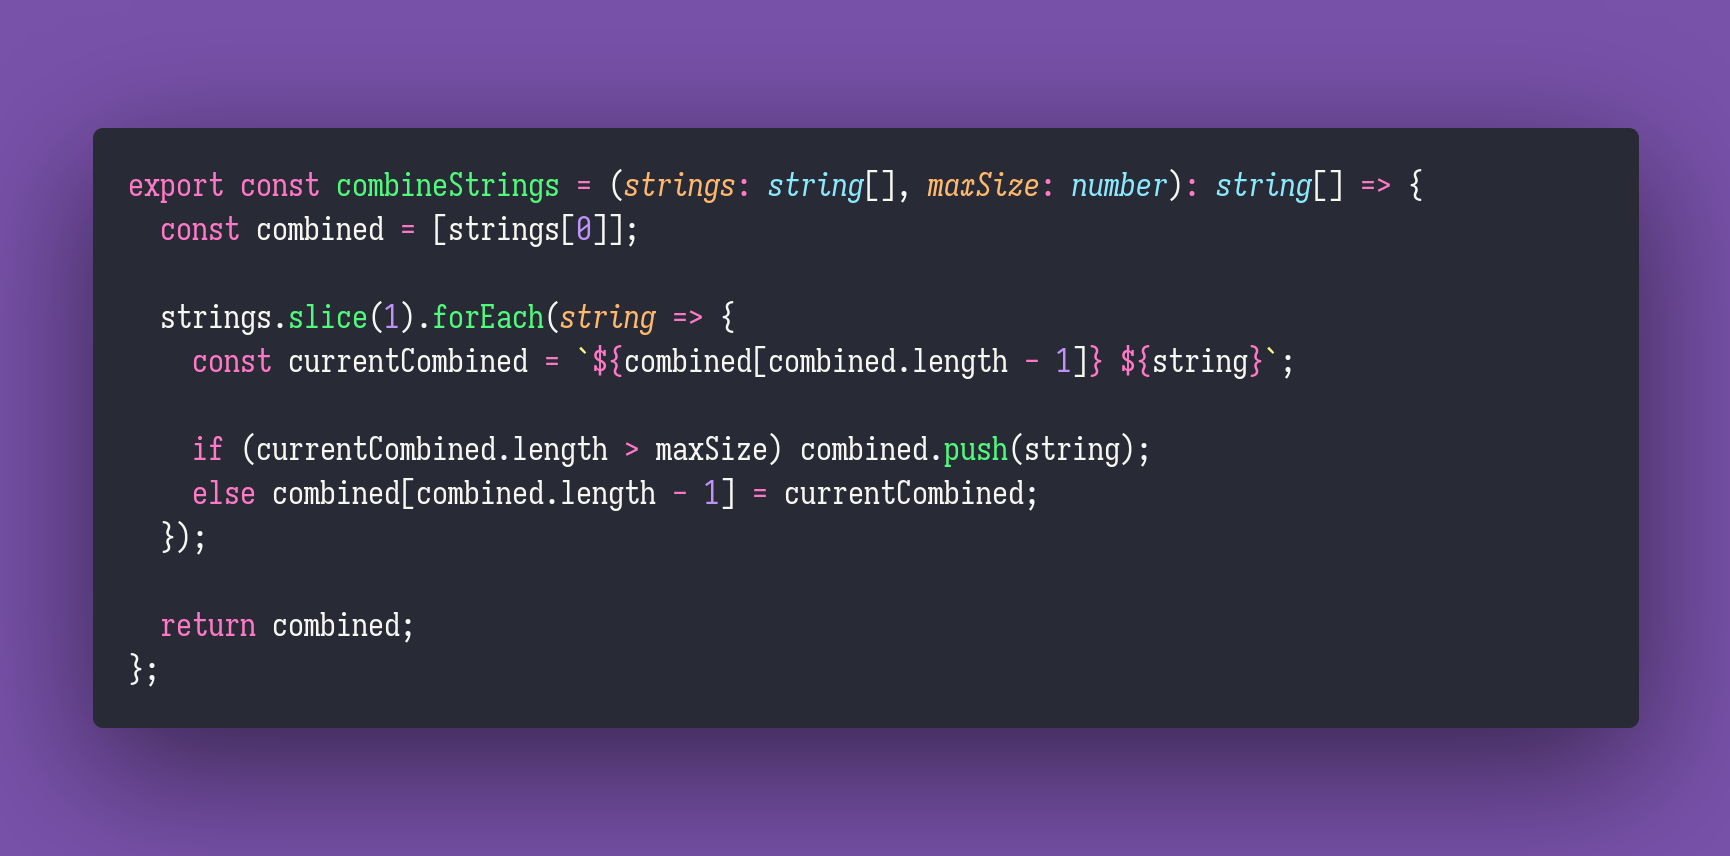 export const combineStrings = (strings: string[], maxSize: number): string[] => {
  const combined = [strings[0]];

  strings.slice(1).forEach(string => {
    const currentCombined = `${combined[combined.length - 1]} ${string}`;

    if (currentCombined.length > maxSize) combined.push(string);
    else combined[combined.length - 1] = currentCombined;
  });

  return combined;
};